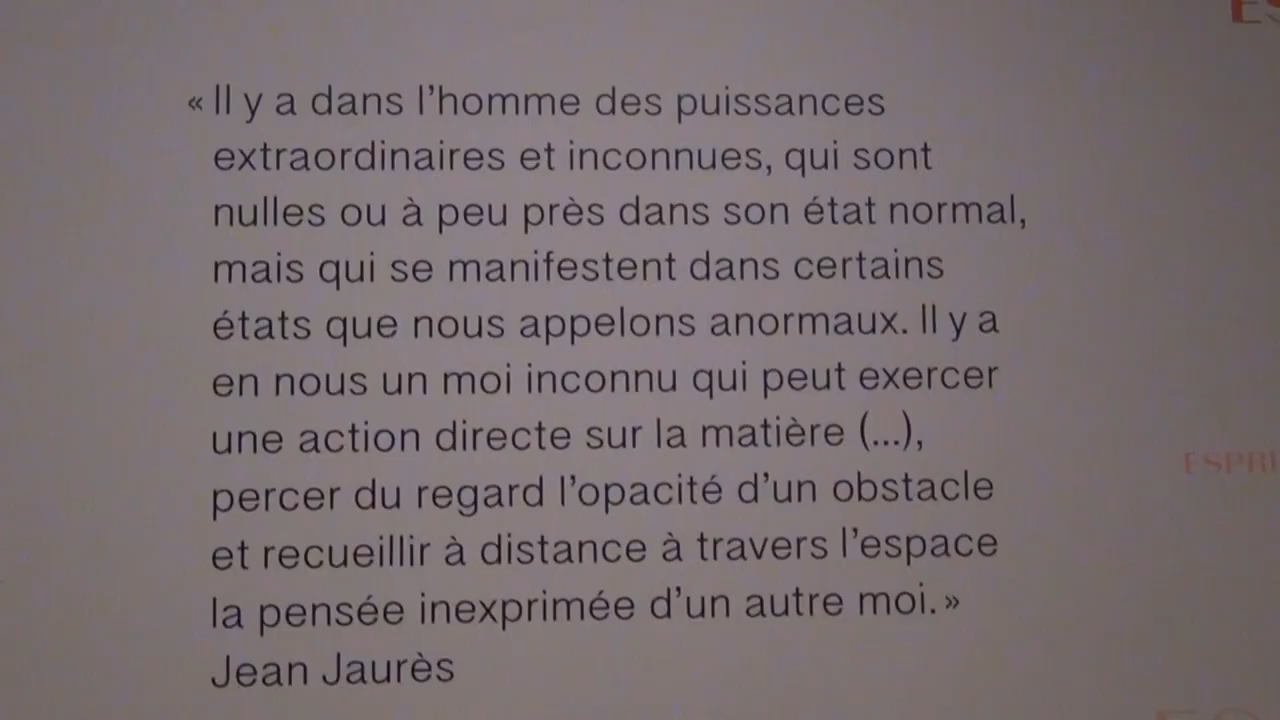 « Il y a dans l’homme des puissances
extraordinaires et inconnues, qui sont
nulles ou à peu près dans son état normal,
mais qui se manifestent dans certains
états que nous appelons anormaux. Il y a
en nous un moi inconnu qui peut exercer
une action directe sur la matière (...),
percer du regard l’opacité d’un obstacle
et recueillir à distance à travers l’espace
la pensée inexprimée d’un autre moi. »
Jean Jaurès